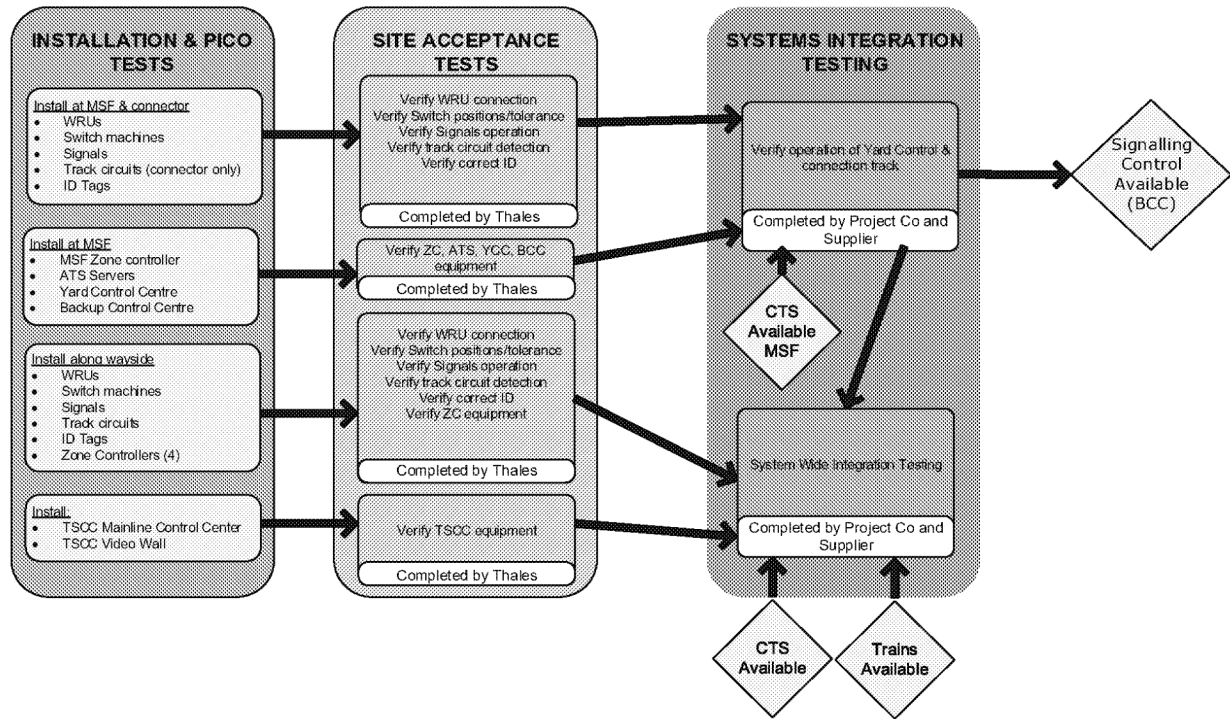 INSTALLATION & PICO
TESTS
Install at MSF & connector
• WRUs
• Switch machines
• Signals
• Track circuits (connector only)
• ID Tags
Install at MSF
• MSF Zone controller
• ATS Servers
• Yard Control Centre
• Backup Control Centre
Install along wayside
• WRUs
• Switch machines
• Signals
• Track circuits
• ID Tags
• Zone Controllers (4)
Install:
• TSCC Mainline Control Center
• TSCC Video Wall
SITE ACCEPTANCE
TESTS
Verify WRU connection
Verify Switch positions/tolerance
Verify Signals operation
Verify track circuit detection
Verify correct ID
Completed by Thales
Verify ZC, ATS, YCC, BCC
equipment
Completed by Thales
Verify WRU connection
Verify Switch positions/tolerance
Verify Signals operation
Verify track circuit detection
Verify correct ID
Verify ZC equipment
Completed by Thales
Verify TSCC equipment
Completed by Thales
SYSTEMS INTEGRATION
TESTING
Verify operation of Yard Control &
connection track
Completed by Project Co and
Supplier
CTS
Available
MSF
System Wide Integration Testing
Completed by Project Co and
Supplier
CTS
Available
Trains
Available
Signalling
Control
Available
(BCC)